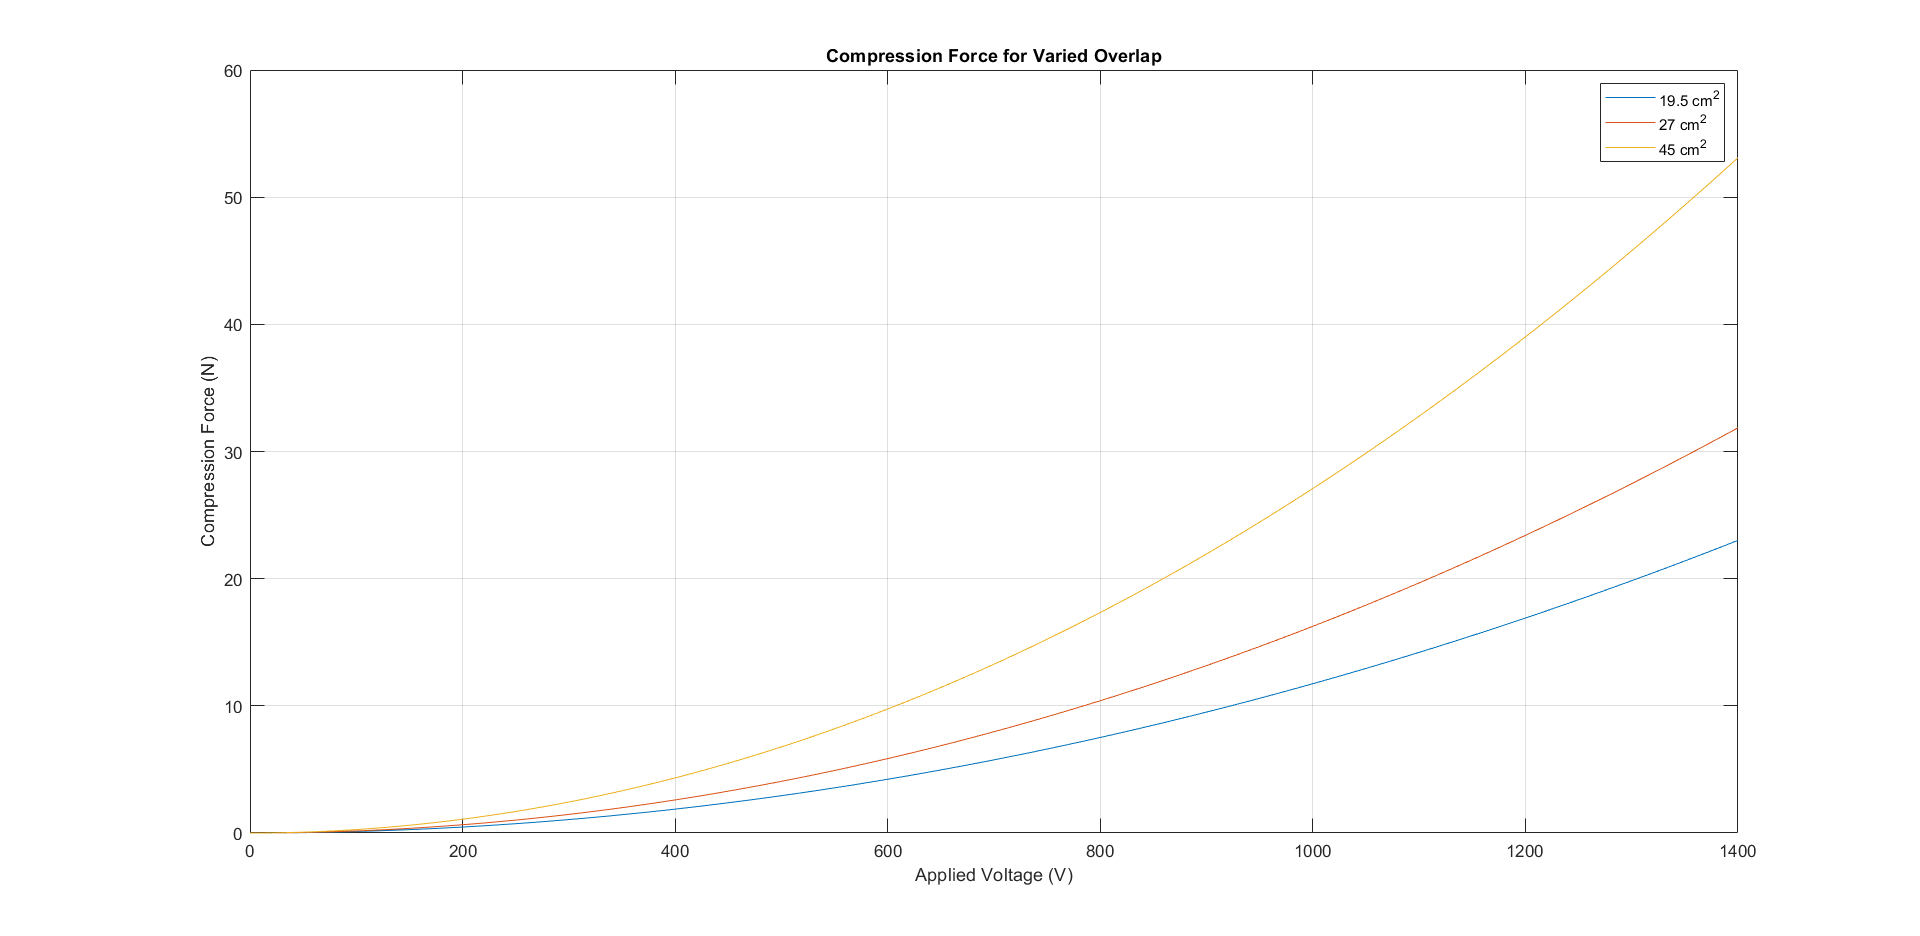 Compression Force for Varied Overlap
60
50
40
30
20
10
0
Compression Force (N)
19.5 cm²
27 cm²
45 cm²
0 200 400 600 800 1000 1200 1400
Applied Voltage (V)